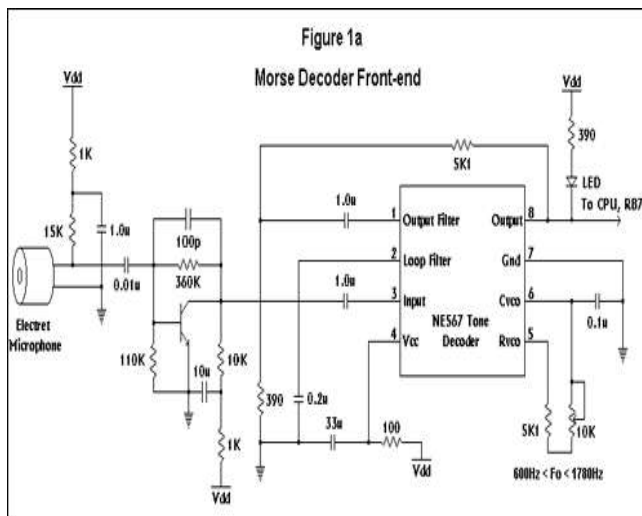 Figure 1a
Morse Decoder Front-end
Vdd
1K
15K
1.0u
Electret
Microphone
0.01u
100p
360K
110K
10u
10K
1K
Vdd
5K1
1.0u
1.0u
390
0.2u
33u
100
Vdd
1 Output Filter
2 Loop Filter
3 Input
4 Vcc
NE567 Tone
Decoder
Output 8
Gnd 7
Cvco 6
Rvco 5
Vdd
390
LED
To CPU, RB7
0.1u
5K1
10K
600Hz < Fo < 1780Hz